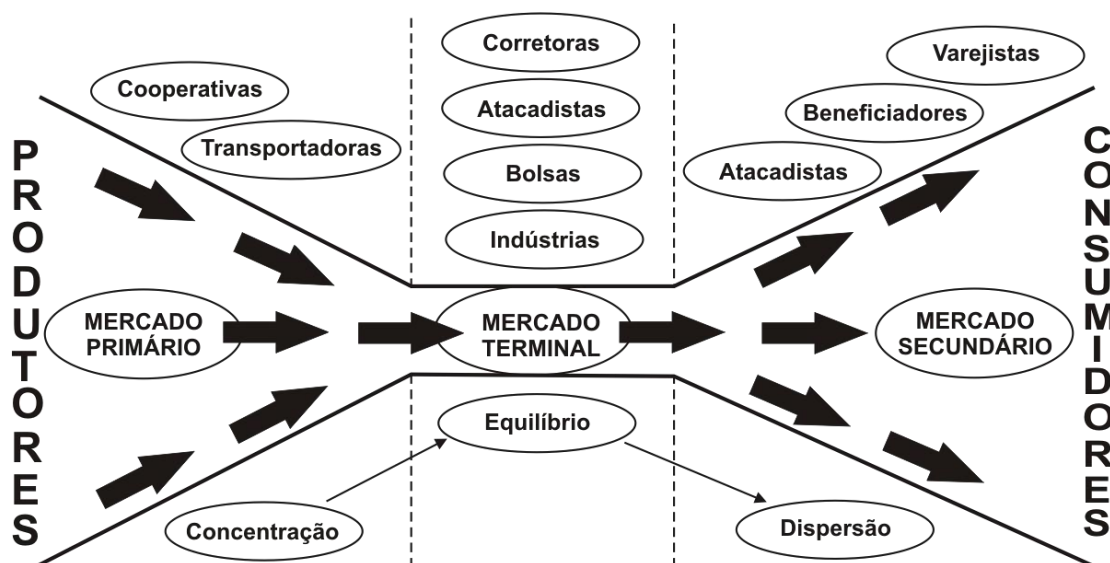 PRODUTORES
Cooperativas
Transportadoras
Corretoras
Atacadistas
Bolsas
Indústrias
Varejistas
Beneficiadores
Atacadistas
MERCADO
PRIMÁRIO
MERCADO
TERMINAL
MERCADO
SECUNDÁRIO
Concentração
Equilíbrio
Dispersão
CONSUMIDORES